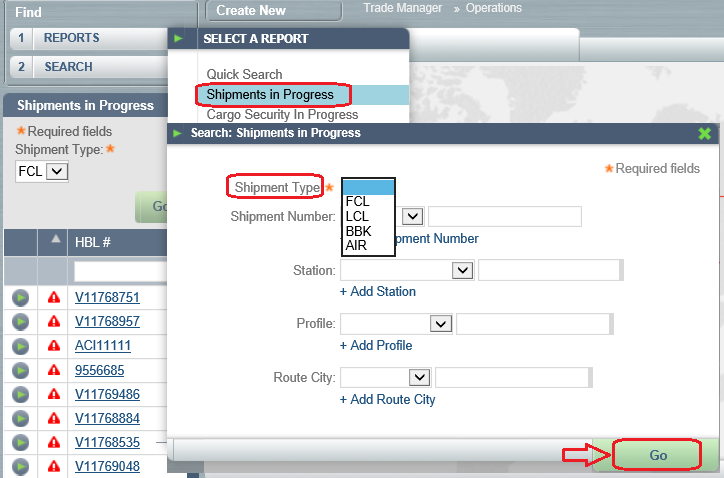 Find
Create New
Trade Manager » Operations
1 REPORTS
2 SEARCH
SELECT A REPORT
Quick Search
Shipments in Progress
Cargo Security In Progress
Shipments in Progress
*Required fields
Shipment Type:*
FCL
Go
HBL #
V11768751
V11768957
ACI11111
9556685
V11769486
V11768884
V11768535
V11769048
Search: Shipments in Progress
*Required fields
Shipment Type *
FCL
LCL
BBK
AIR
Shipment Number:
pment Number
Station:
+ Add Station
Profile:
+ Add Profile
Route City:
+ Add Route City
Go